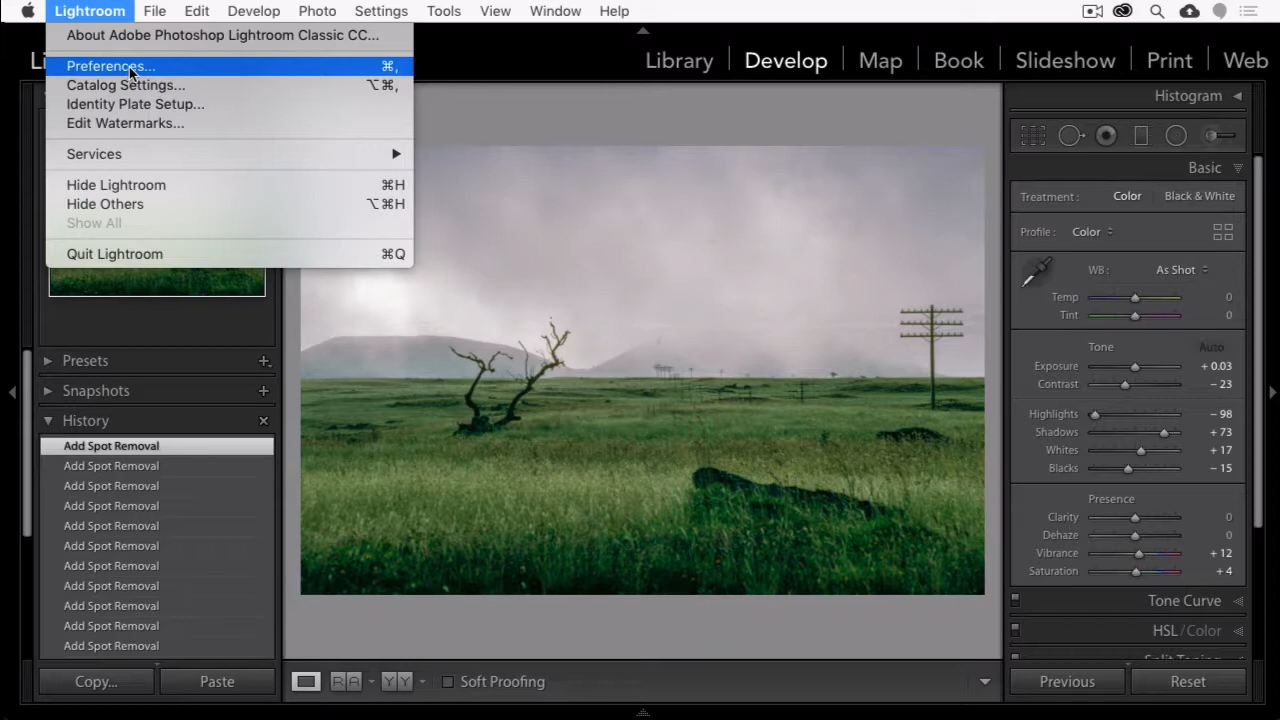 Lightroom File Edit Develop Photo Settings Tools View Window Help
About Adobe Photoshop Lightroom Classic CC...
Preferences... ⌘,
Catalog Settings... ⌥⌘,
Identity Plate Setup...
Edit Watermarks...
Services
Hide Lightroom ⌘H
Hide Others ⌥⌘H
Show All
Quit Lightroom ⌘Q
Library Develop Map Book Slideshow Print Web
Presets
Snapshots
History
Add Spot Removal
Add Spot Removal
Add Spot Removal
Add Spot Removal
Add Spot Removal
Add Spot Removal
Add Spot Removal
Add Spot Removal
Add Spot Removal
Add Spot Removal
Add Spot Removal
Copy... Paste
R A Y Y Soft Proofing
Histogram
Basic
Treatment : Color Black & White
Profile : Color
WB : As Shot
Temp 0
Tint 0
Tone Auto
Exposure + 0.03
Contrast – 23
Highlights – 98
Shadows + 73
Whites + 17
Blacks – 15
Presence
Clarity 0
Dehaze 0
Vibrance + 12
Saturation + 4
Tone Curve
HSL / Color
Split Toning
Previous Reset